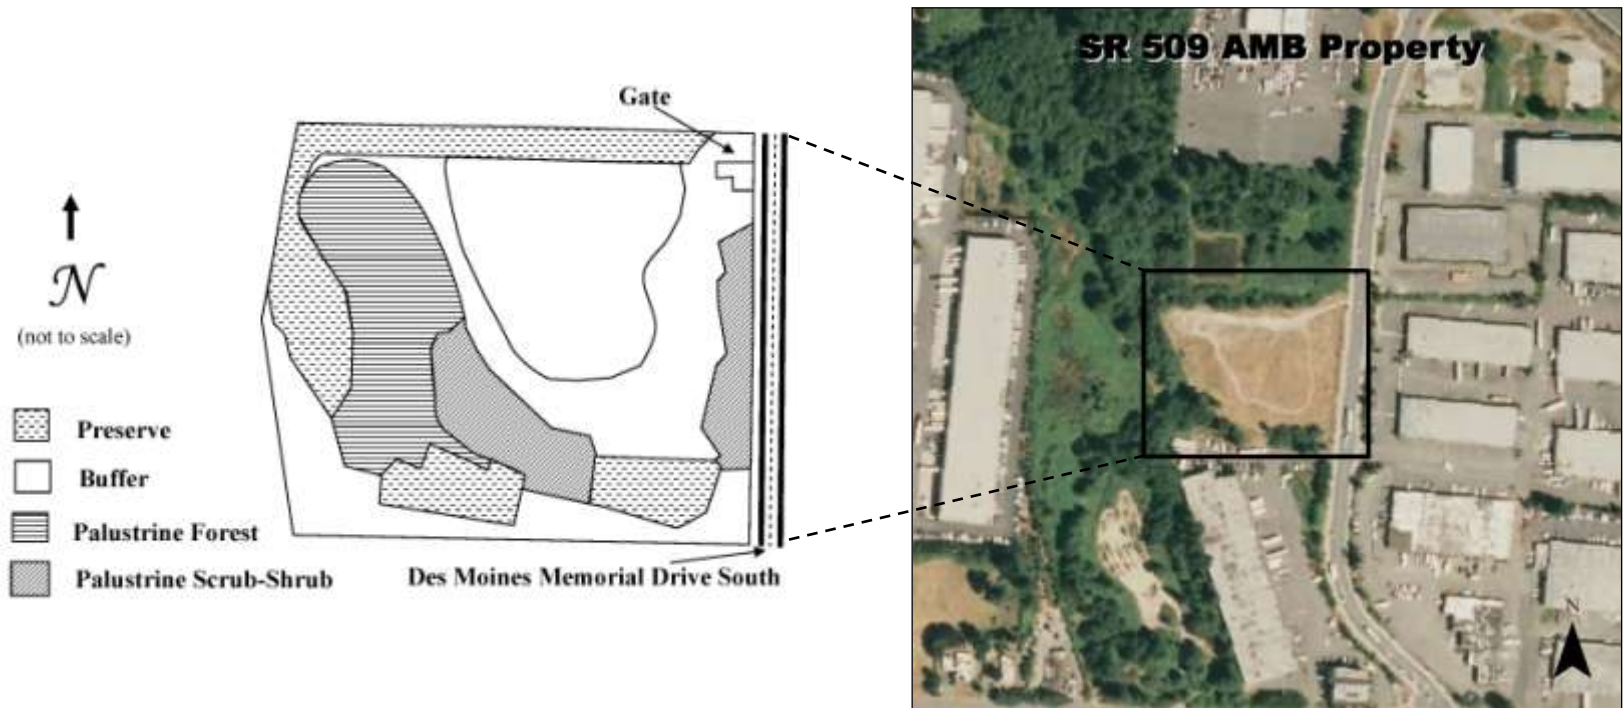 SR 509 AMB Property
Gate
N
(not to scale)
Preserve
Buffer
Palustrine Forest
Palustrine Scrub-Shrub
Des Moines Memorial Drive South
N